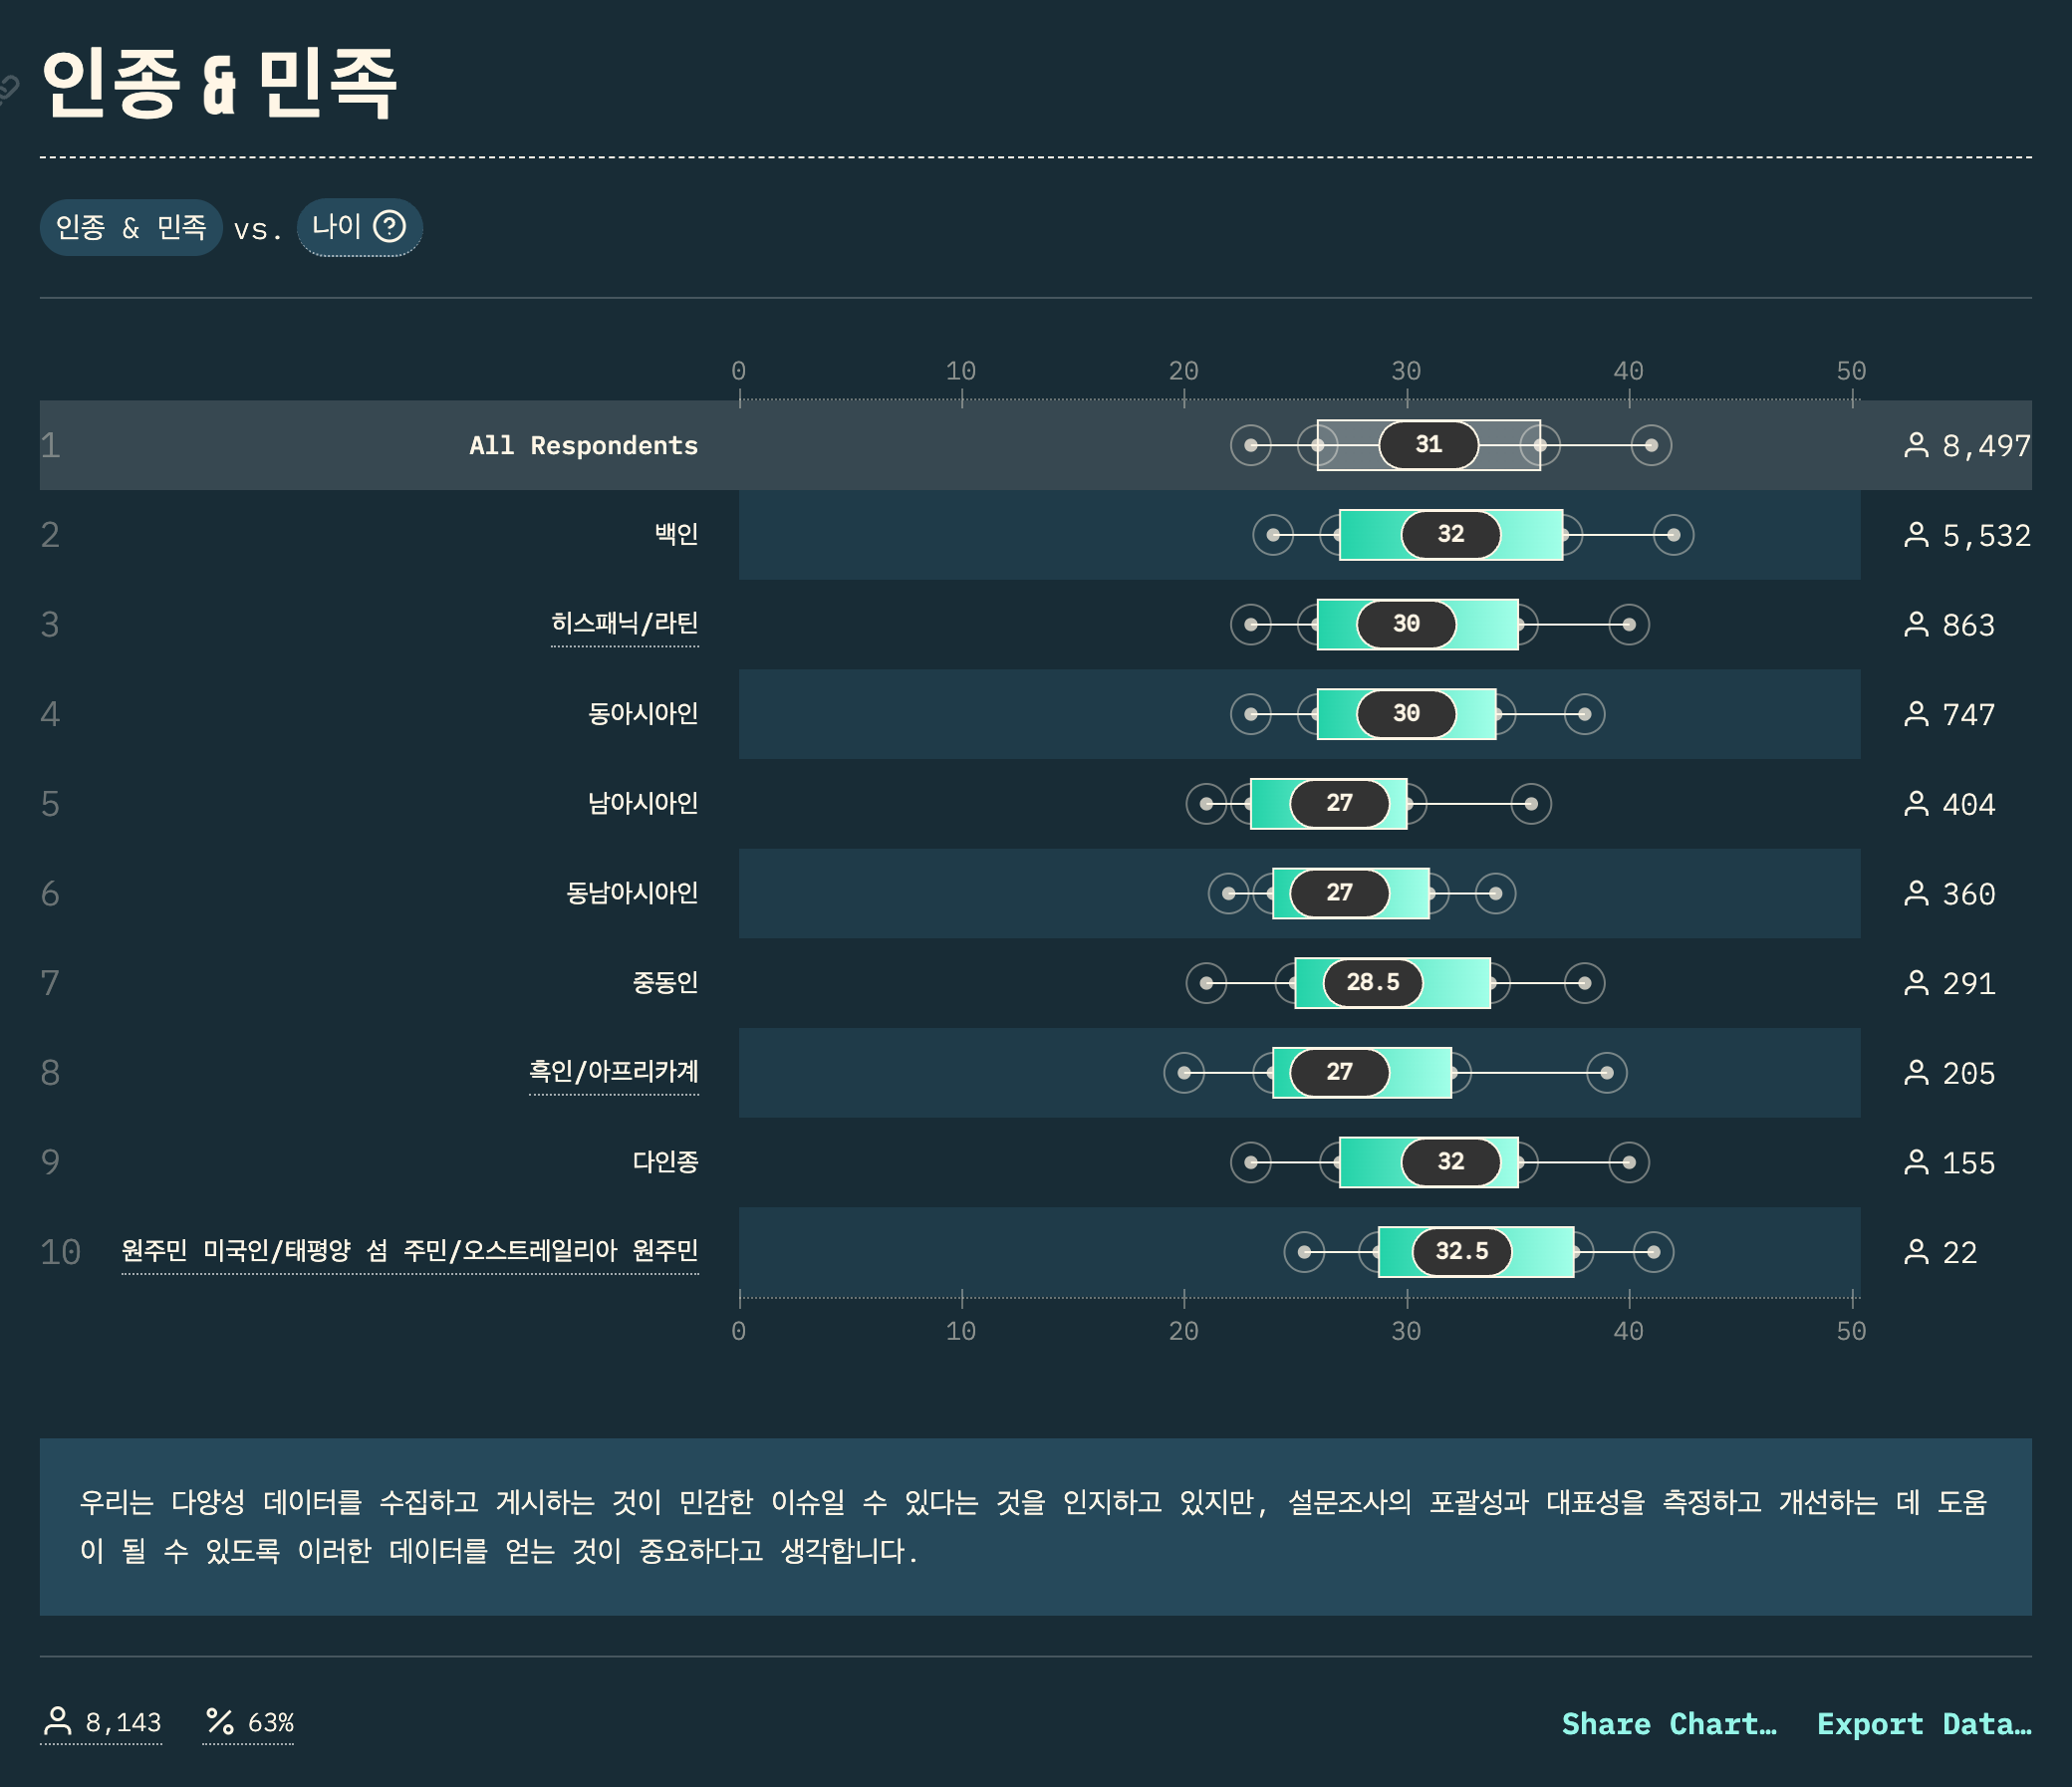 인종 & 민족
인종 & 민족 vs. 나이
0 10 20 30 40 50
1 All Respondents 31 8,497
2 백인 32 5,532
3 히스패닉/라틴 30 863
4 동아시아인 30 747
5 남아시아인 27 404
6 동남아시아인 27 360
7 중동인 28.5 291
8 흑인/아프리카계 27 205
9 다인종 32 155
10 원주민 미국인/태평양 섬 주민/오스트레일리아 원주민 32.5 22
0 10 20 30 40 50
우리는 다양성 데이터를 수집하고 게시하는 것이 민감한 이슈일 수 있다는 것을 인지하고 있지만, 설문조사의 포괄성과 대표성을 측정하고 개선하는 데 도움
이 될 수 있도록 이러한 데이터를 얻는 것이 중요하다고 생각합니다.
8,143 63% Share Chart… Export Data…